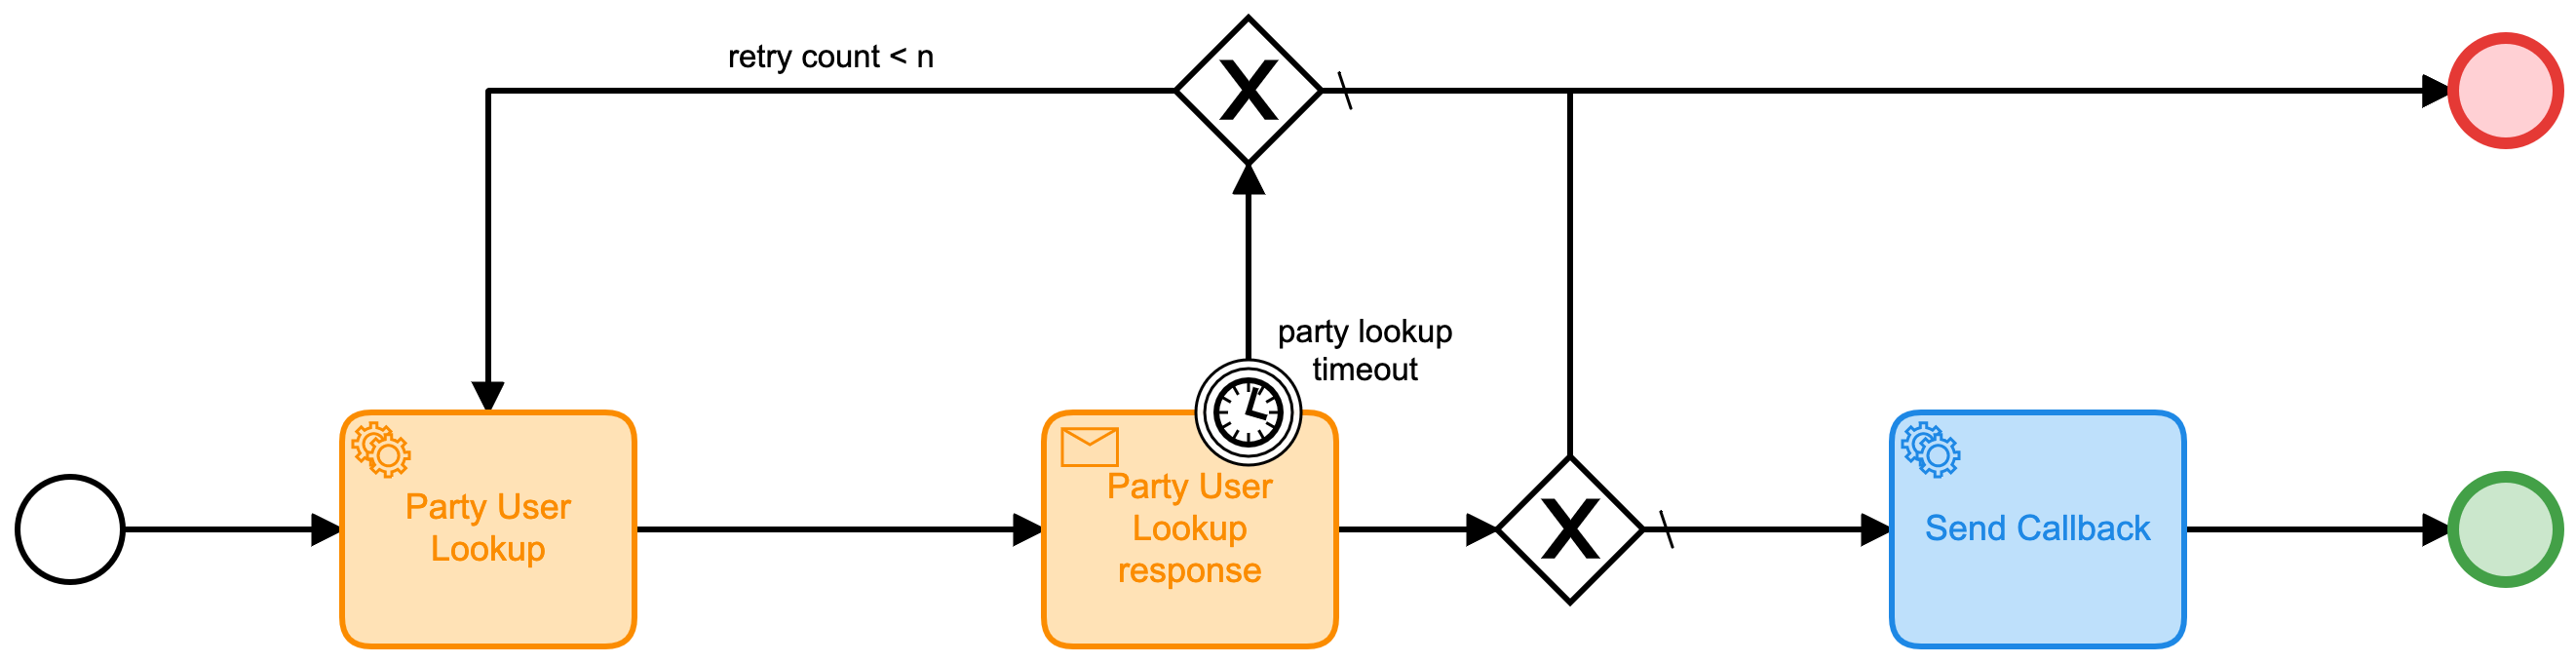 retry count < n
party lookup
timeout
Party User
Lookup
Party User
Lookup
response
Send Callback